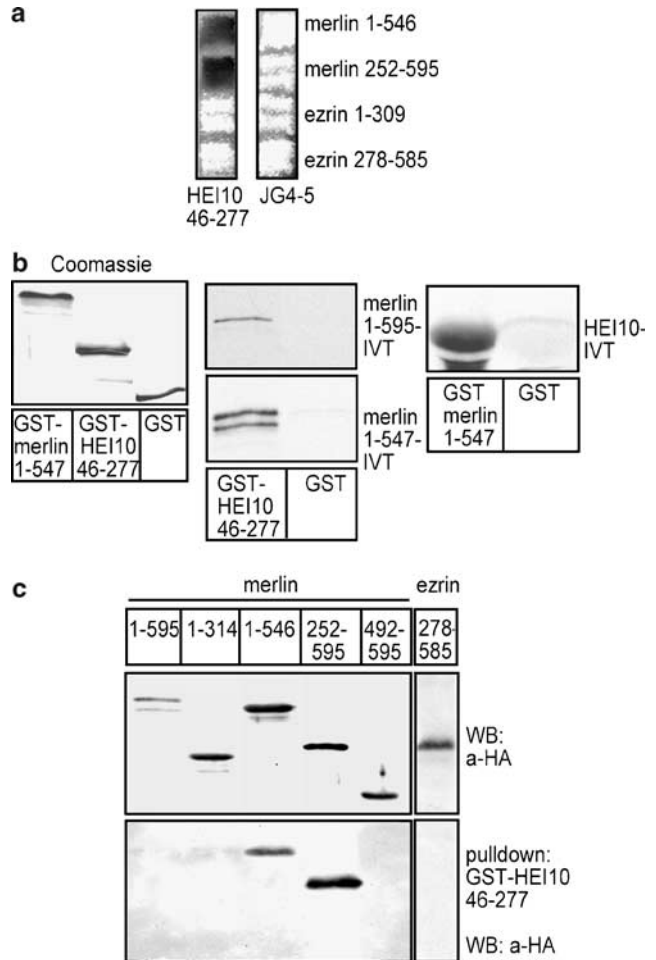 a
merlin 1-546
merlin 252-595
ezrin 1-309
ezrin 278-585
HEI10
46-277
JG4-5
b
Coomassie
GST-
merlin
1-547
GST-
HEI10
46-277
GST
merlin
1-595-
IVT
merlin
1-547-
IVT
GST-
HEI10
46-277
GST
HEI10-
IVT
GST
merlin
1-547
GST
c
merlin
ezrin
1-595
1-314
1-546
252-
595
492-
595
278-
585
WB:
a-HA
pulldown:
GST-HEI10
46-277
WB: a-HA